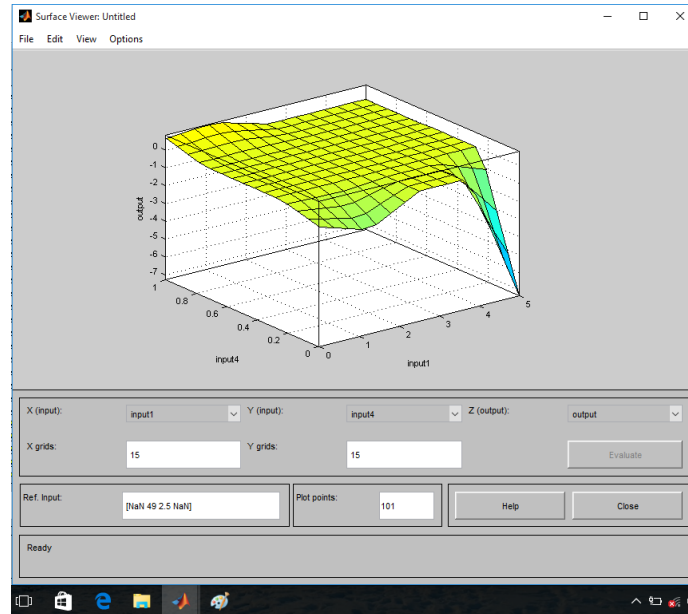 Surface Viewer: Untitled
File Edit View Options
0
-1
-2
-3
-4
-5
-6
-7
output
1
0.8
0.6
0.4
0.2
0
input4
0
1
2
3
4
5
input1
X (input): input1 Y (input): input4 Z (output): output
X grids: 15 Y grids: 15 Evaluate
Ref. Input: [NaN 49 2.5 NaN] Plot points: 101 Help Close
Ready